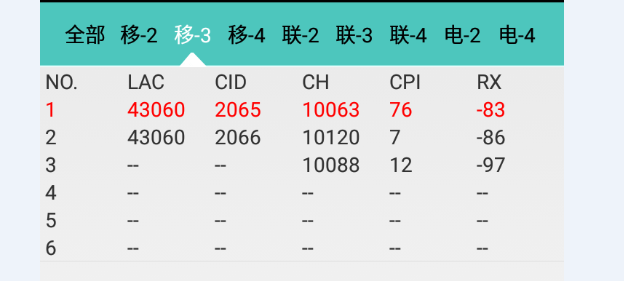 全部 移-2 移-3 移-4 联-2 联-3 联-4 电-2 电-4
NO. LAC CID CH CPI RX
1 43060 2065 10063 76 -83
2 43060 2066 10120 7 -86
3 -- -- 10088 12 -97
4 -- -- -- -- --
5 -- -- -- -- --
6 -- -- -- -- --